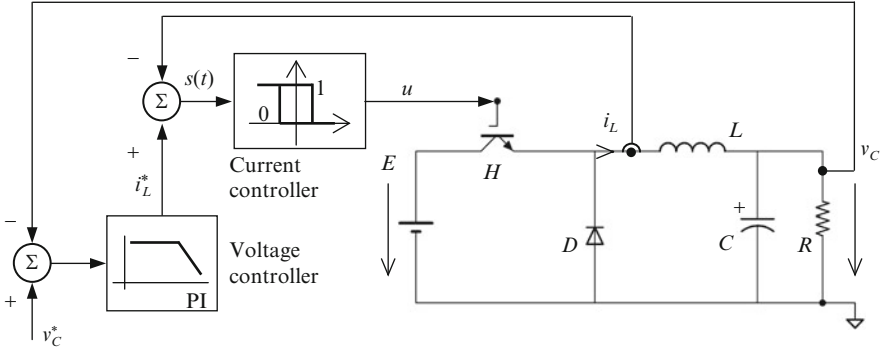 −
s(t)
Σ
+
i_L^*
0
1
Current
controller
u
H
E
i_L
L
D
+
C
R
v_C
−
Σ
+
v_C^*
PI
Voltage
controller